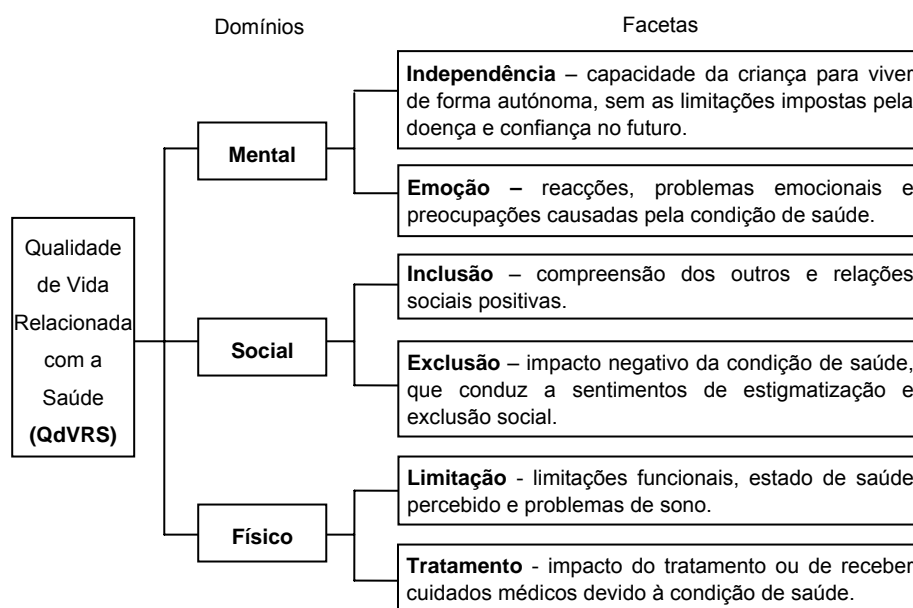 Domínios
Facetas
Qualidade
de Vida
Relacionada
com a
Saúde
(QdVRS)
Mental
Independência – capacidade da criança para viver
de forma autónoma, sem as limitações impostas pela
doença e confiança no futuro.
Emoção – reacções, problemas emocionais e
preocupações causadas pela condição de saúde.
Social
Inclusão – compreensão dos outros e relações
sociais positivas.
Exclusão – impacto negativo da condição de saúde,
que conduz a sentimentos de estigmatização e
exclusão social.
Físico
Limitação - limitações funcionais, estado de saúde
percebido e problemas de sono.
Tratamento - impacto do tratamento ou de receber
cuidados médicos devido à condição de saúde.